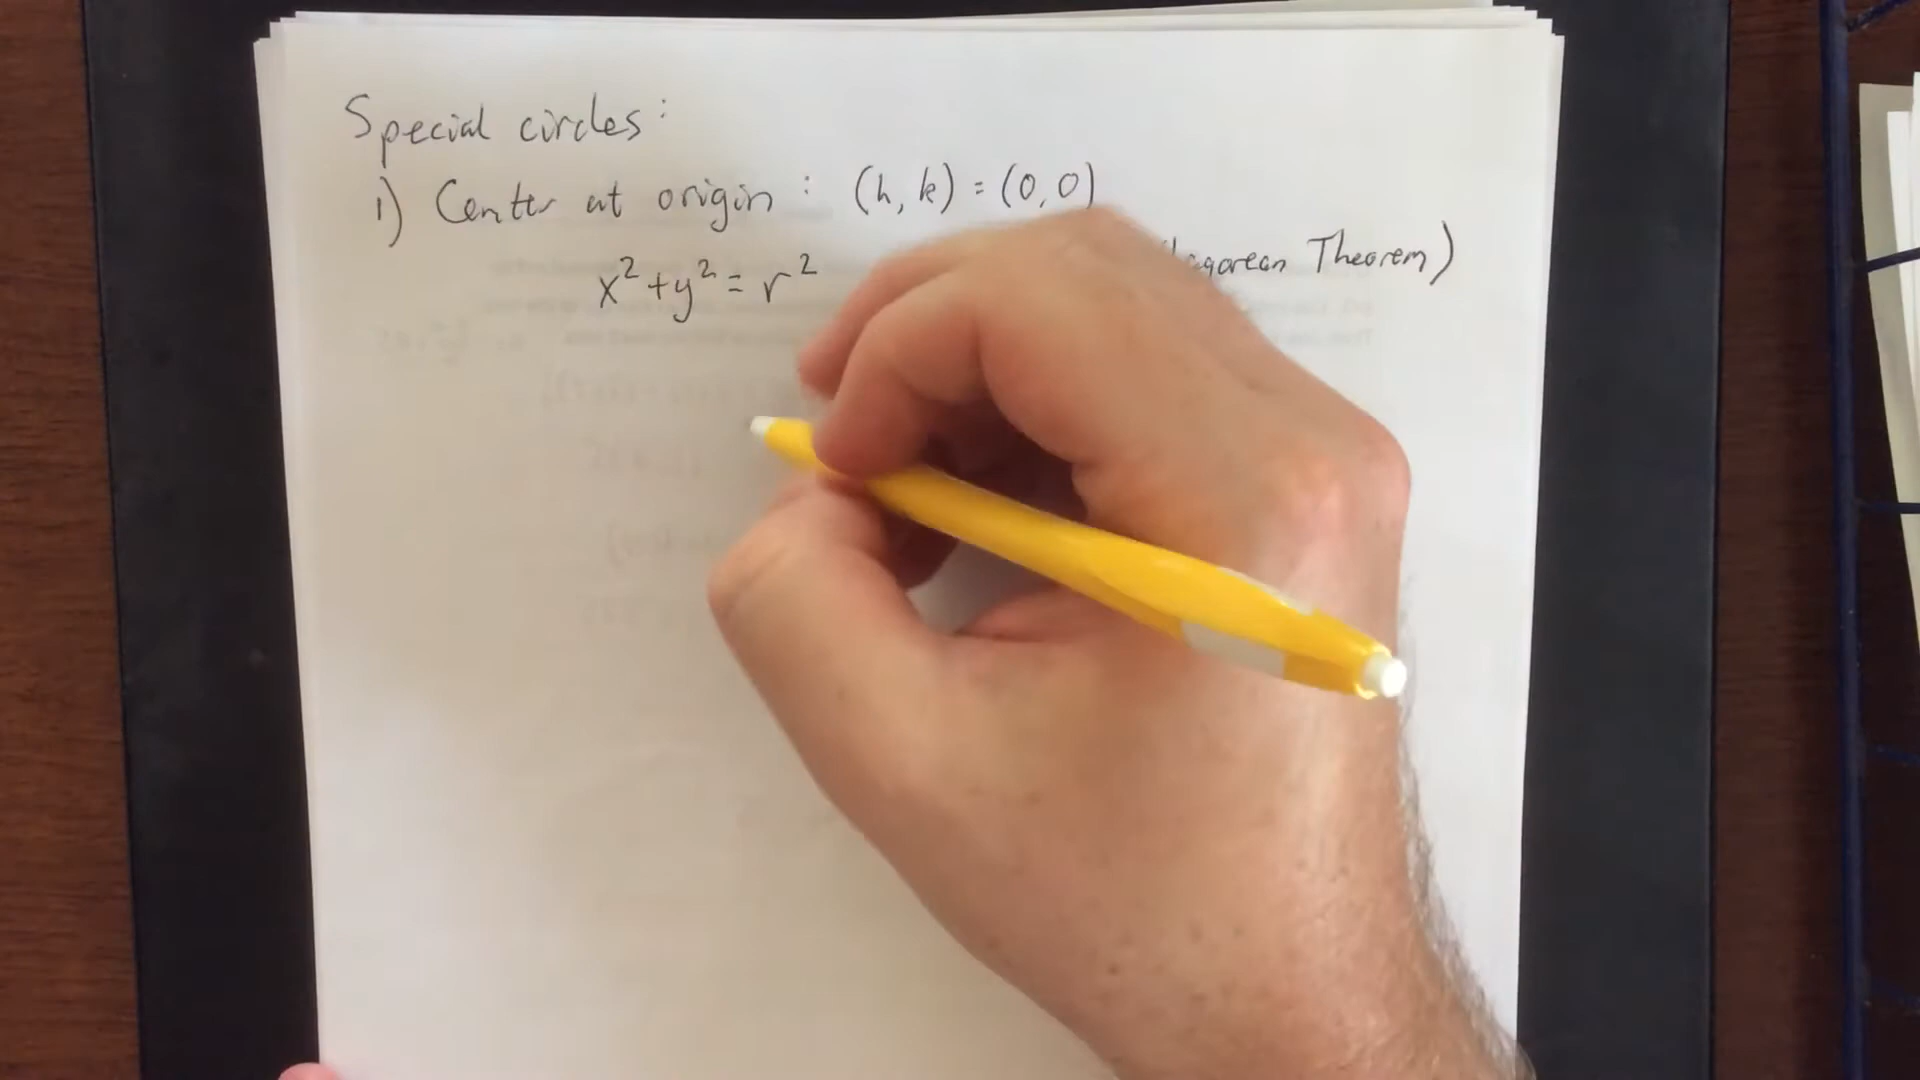 Special circles:
1) Center at origin : (h, k) = (0,0)
x² + y² = r² Theorem)